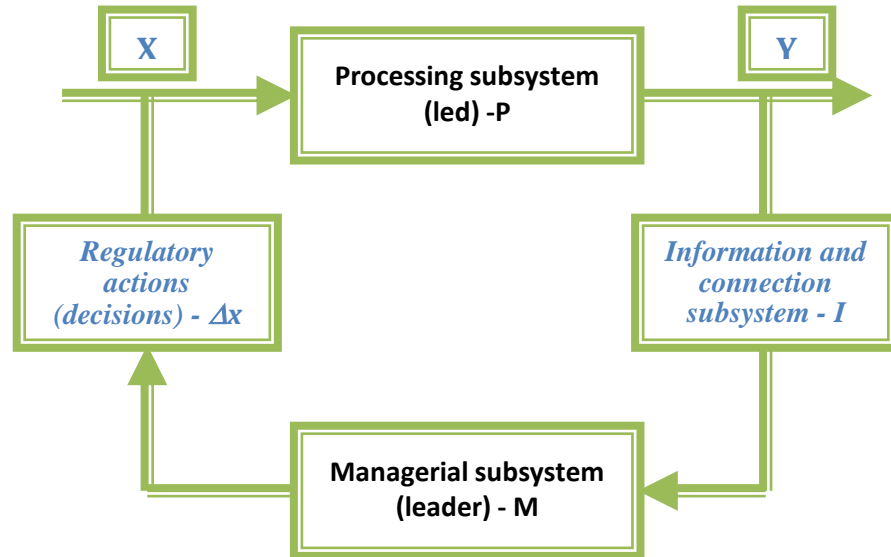 X
Processing subsystem
(led) -P
Y
Regulatory
actions
(decisions) - Δx
Information and
connection
subsystem - I
Managerial subsystem
(leader) - M